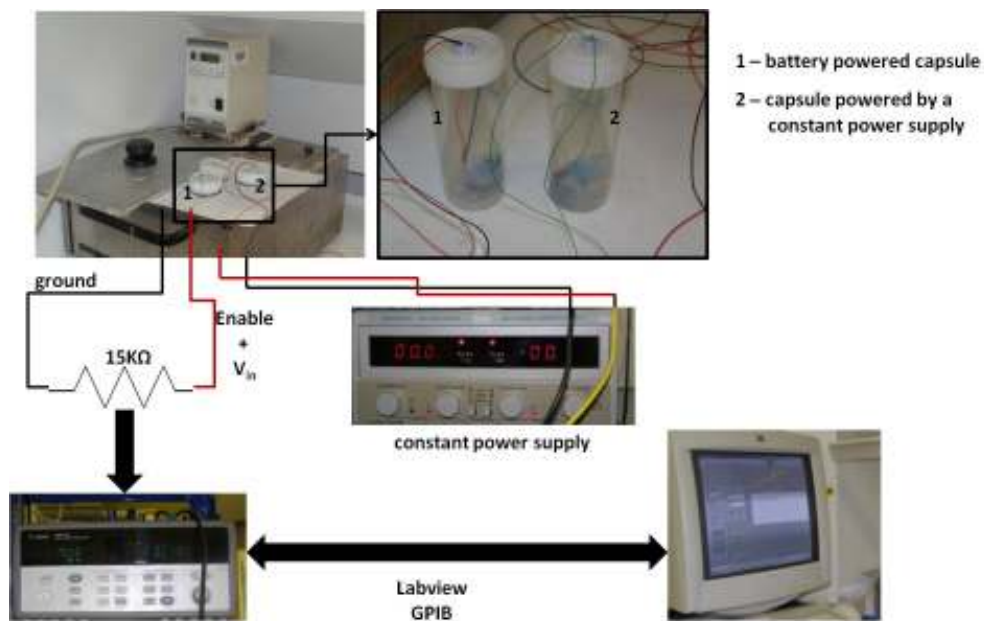 1 – battery powered capsule
2 – capsule powered by a
constant power supply
1
2
1
2
ground
Enable
+
Vin
15KΩ
constant power supply
Labview
GPIB